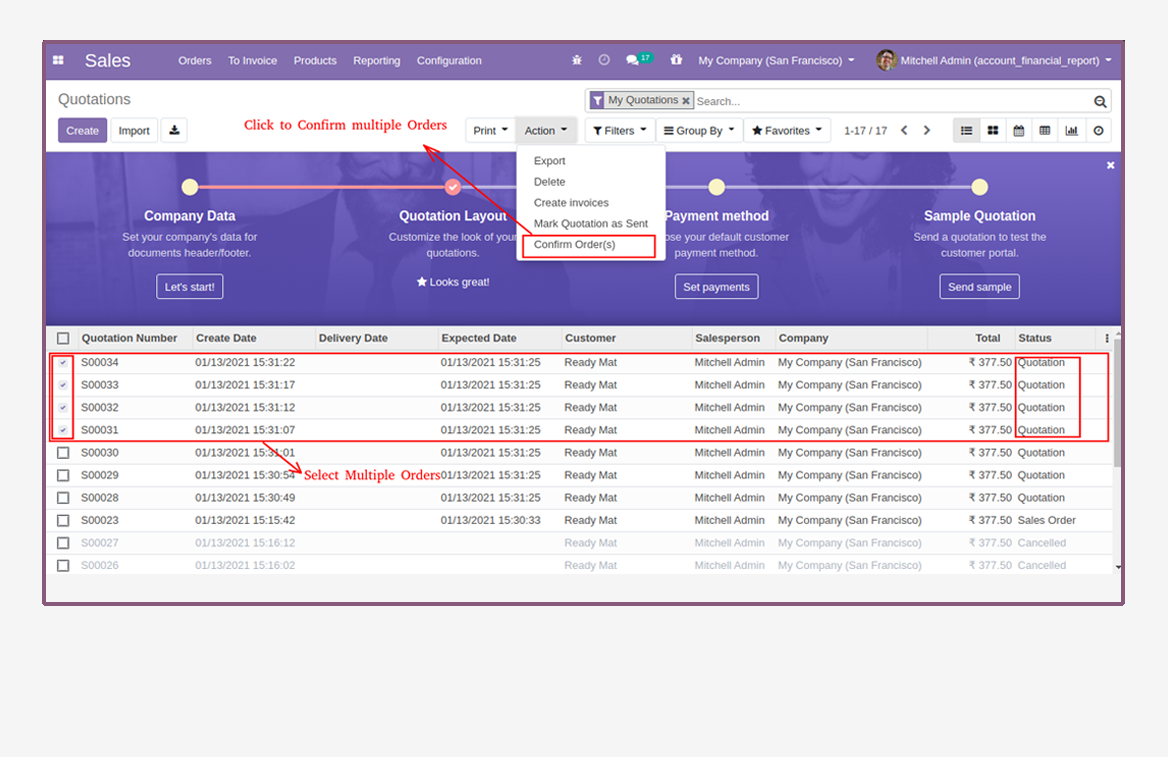 Sales Orders To Invoice Products Reporting Configuration 17 My Company (San Francisco) Mitchell Admin (account_financial_report)
Quotations My Quotations Search...
Create Import Click to Confirm multiple Orders Print Action Filters Group By Favorites 1-17 / 17
Export
Delete
Create invoices
Mark Quotation as Sent
Confirm Order(s)
Company Data Quotation Layout Payment method Sample Quotation
Set your company's data for Customize the look of your ose your default customer Send a quotation to test the
documents header/footer. quotations. payment method. customer portal.
Let's start! Looks great! Set payments Send sample
Quotation Number Create Date Delivery Date Expected Date Customer Salesperson Company Total Status
S00034 01/13/2021 15:31:22 01/13/2021 15:31:25 Ready Mat Mitchell Admin My Company (San Francisco) ₹ 377.50 Quotation
S00033 01/13/2021 15:31:17 01/13/2021 15:31:25 Ready Mat Mitchell Admin My Company (San Francisco) ₹ 377.50 Quotation
S00032 01/13/2021 15:31:12 01/13/2021 15:31:25 Ready Mat Mitchell Admin My Company (San Francisco) ₹ 377.50 Quotation
S00031 01/13/2021 15:31:07 01/13/2021 15:31:25 Ready Mat Mitchell Admin My Company (San Francisco) ₹ 377.50 Quotation
S00030 01/13/2021 15:31:01 01/13/2021 15:31:25 Ready Mat Mitchell Admin My Company (San Francisco) ₹ 377.50 Quotation
S00029 01/13/2021 15:30:54 Select Multiple Orders 01/13/2021 15:31:25 Ready Mat Mitchell Admin My Company (San Francisco) ₹ 377.50 Quotation
S00028 01/13/2021 15:30:49 01/13/2021 15:31:25 Ready Mat Mitchell Admin My Company (San Francisco) ₹ 377.50 Quotation
S00023 01/13/2021 15:15:42 01/13/2021 15:30:33 Ready Mat Mitchell Admin My Company (San Francisco) ₹ 377.50 Sales Order
S00027 01/13/2021 15:16:12 Ready Mat Mitchell Admin My Company (San Francisco) ₹ 377.50 Cancelled
S00026 01/13/2021 15:16:02 Ready Mat Mitchell Admin My Company (San Francisco) ₹ 377.50 Cancelled